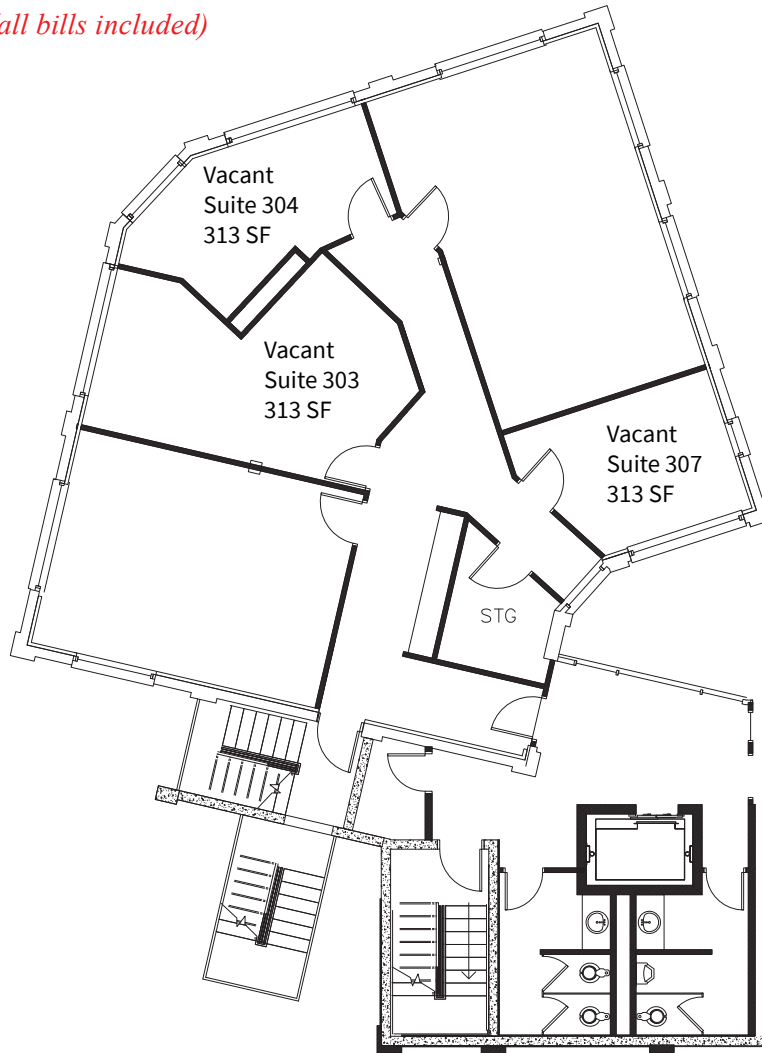 all bills included)
Vacant
Suite 304
313 SF
Vacant
Suite 303
313 SF
Vacant
Suite 307
313 SF
STG